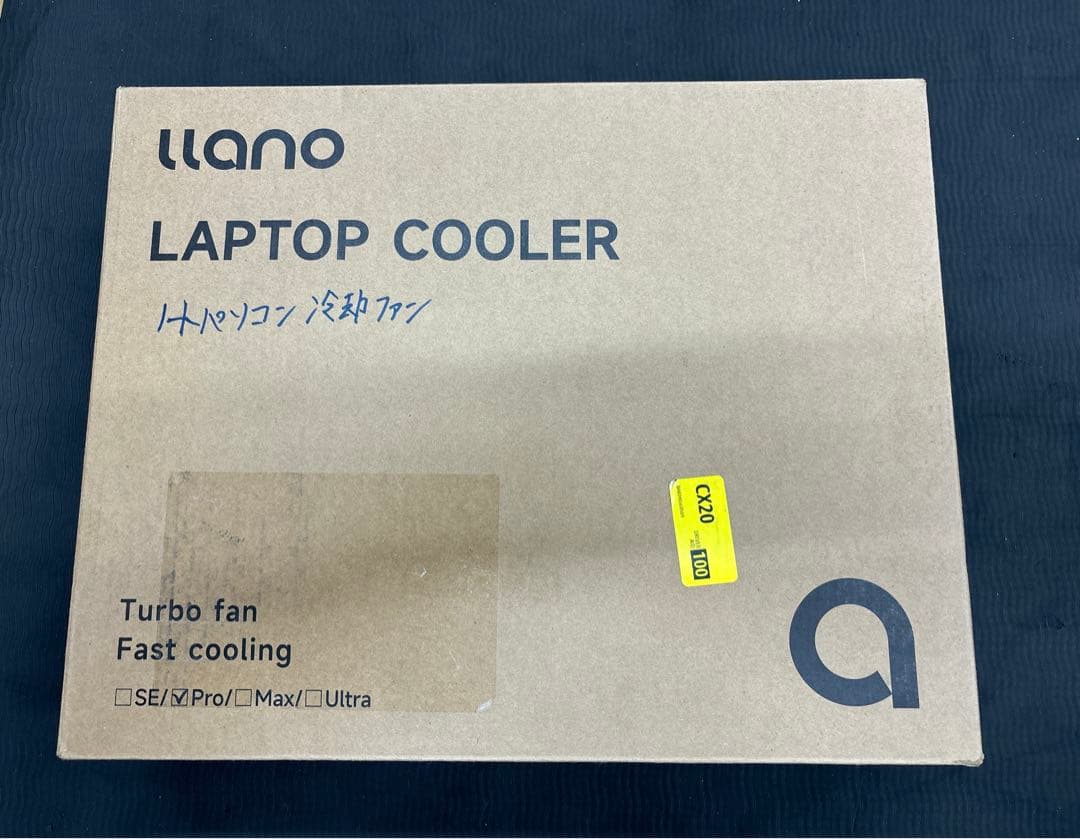 llano
LAPTOP COOLER
ノートパソコン 冷却ファン
CX20
100
Turbo fan
Fast cooling
☐SE/☑Pro/☐Max/☐Ultra
a